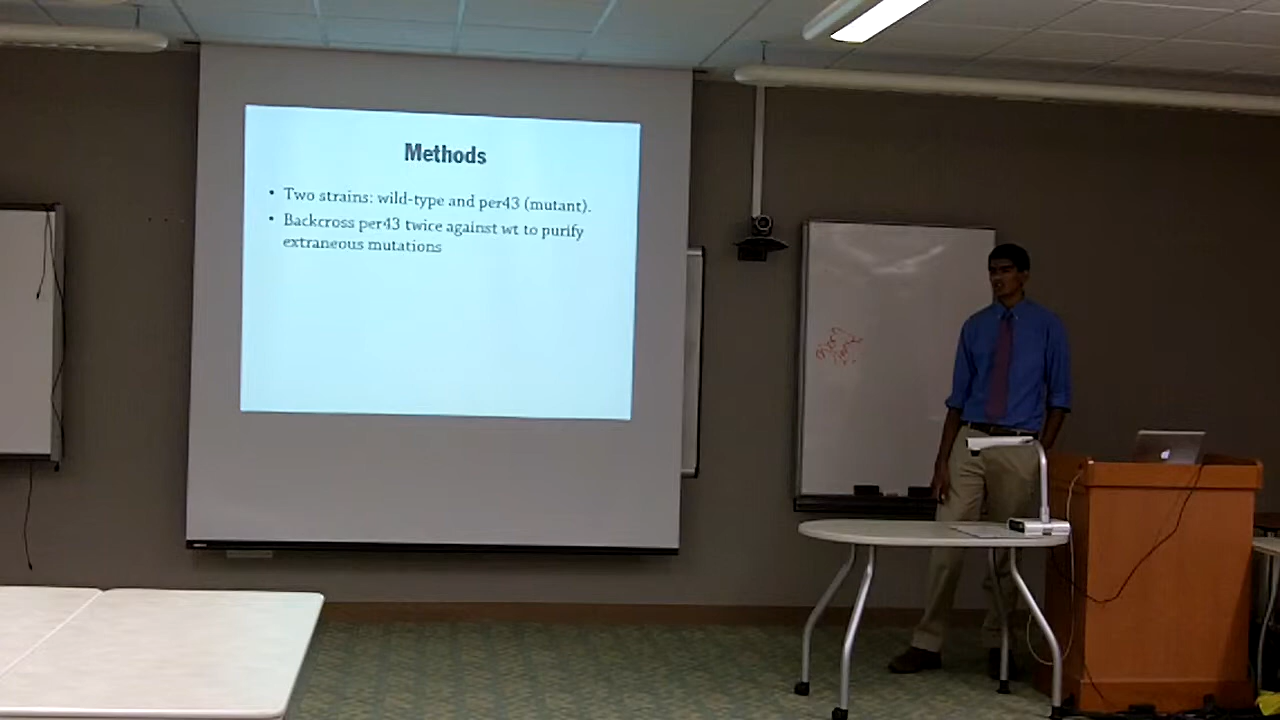 Methods
• Two strains: wild-type and per43 (mutant).
• Backcross per43 twice against wt to purify
extraneous mutations